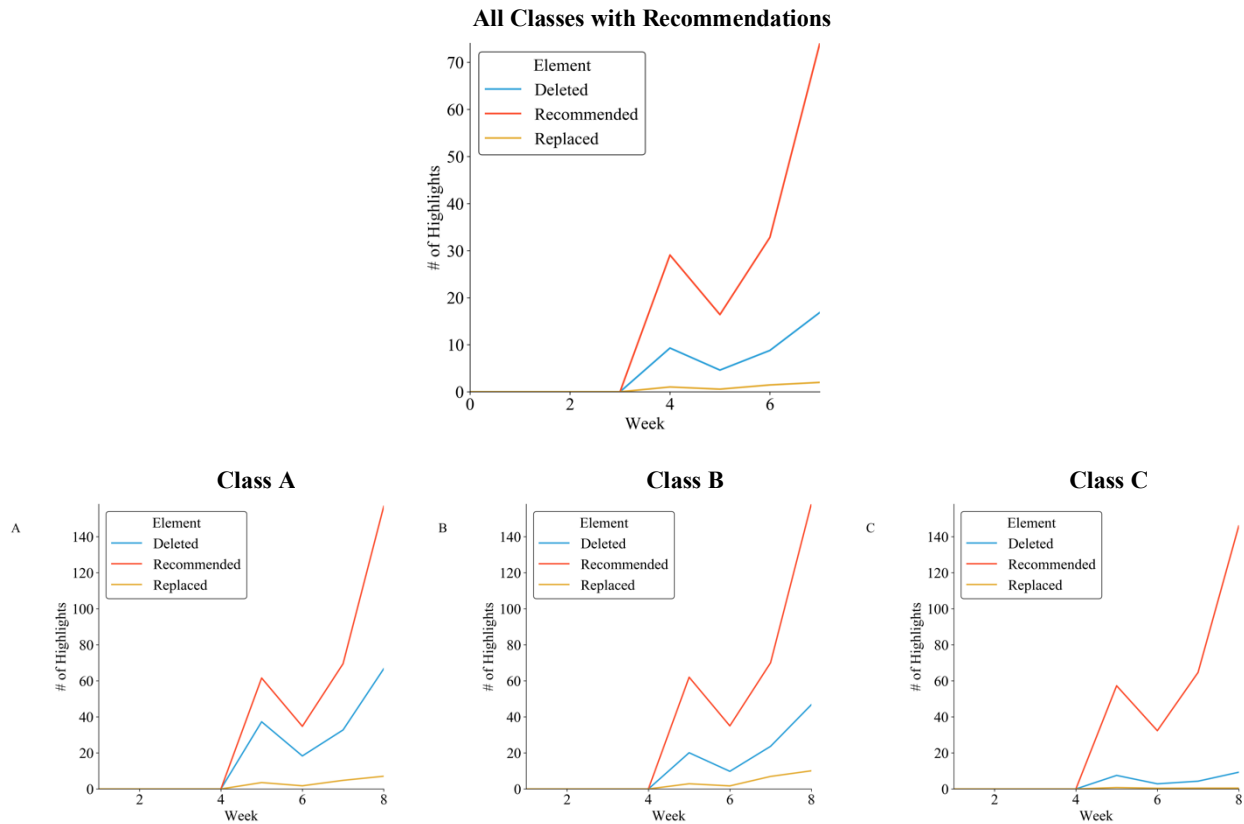 All Classes with Recommendations
70
60
50
40
30
20
10
0
# of Highlights
Element
Deleted
Recommended
Replaced
0 2 4 6
Week
Class A
A
140
120
100
80
60
40
20
0
# of Highlights
Element
Deleted
Recommended
Replaced
2 4 6 8
Week
Class B
B
140
120
100
80
60
40
20
0
# of Highlights
Element
Deleted
Recommended
Replaced
2 4 6 8
Week
Class C
C
140
120
100
80
60
40
20
0
# of Highlights
Element
Deleted
Recommended
Replaced
2 4 6 8
Week